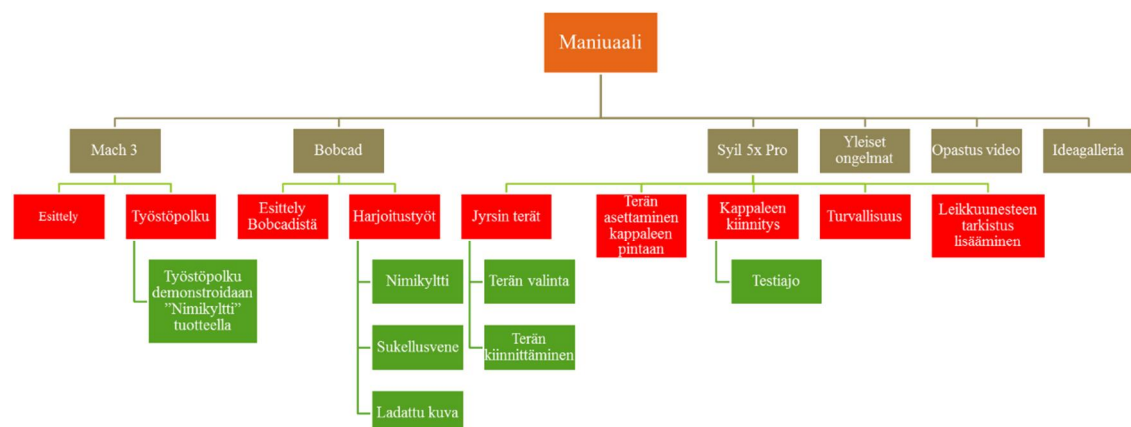 Maniuaali
Mach 3
Bobcad
Syil 5x Pro
Yleiset
ongelmat
Opastus video
Ideagalleria
Esittely
Työstöpolku
Esittely
Bobcadistä
Harjoitustyöt
Jyrsin terät
Terän
asettaminen
kappaleen
pintaan
Kappaleen
kiinnitys
Turvallisuus
Leikkuunesteen
tarkistus
lisääminen
Työstöpolku
demonstroidaan
”Nimikyltti”
tuotteella
Nimikyltti
Terän valinta
Testiajo
Sukellusvene
Terän
kiinnittäminen
Ladattu kuva